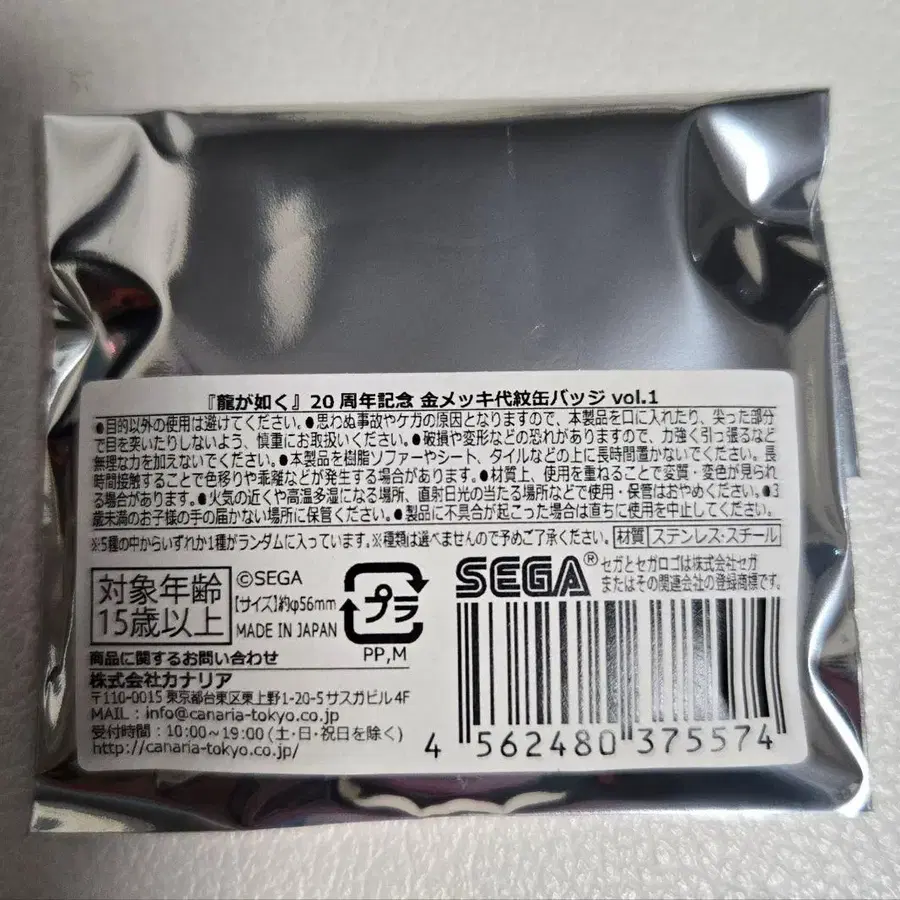 『龍が如く』20周年記念 金メッキ代紋缶バッジ vol.1
●目的以外の使用は避けてください。●思わぬ事故やケガの原因となりますので、本製品を口に入れたり、尖った部分
で目を突いたりしないよう、慎重にお取扱いください。●破損や変形などの恐れがありますので、力強く引っ張るなど
無理な力を加えないでください。●本製品を樹脂ソファーやシート、タイルなどの上に長時間置かないでください。長
時間接触することで色移りや乖離などが発生する場合があります。●材質上、使用を重ねることで変質・変色が見られ
る場合があります。●火気の近くや高温多湿になる場所、直射日光の当たる場所などで使用・保管はおやめください。●3
歳未満のお子様の手の届かない場所に保管ください。●製品に不具合が起こった場合は直ちに使用を中止してください。
※5種の中からいずれか1種がランダムに入っています。※種類は選べませんので予めご了承ください。 材質 ステンレス・スチール
対象年齢
15歳以上
©SEGA
【サイズ】約φ56mm
MADE IN JAPAN
プラ
PP,M
SEGA®
セガとセガロゴは株式会社セガ
またはその関連会社の登録商標です。
商品に関するお問い合わせ
株式会社カナリア
〒110-0015 東京都台東区東上野1-20-5 サスガビル4F
MAIL : info@canaria-tokyo.co.jp
受付時間 : 10:00~19:00 (土・日・祝日を除く)
http://canaria-tokyo.co.jp/
4 562480 375574